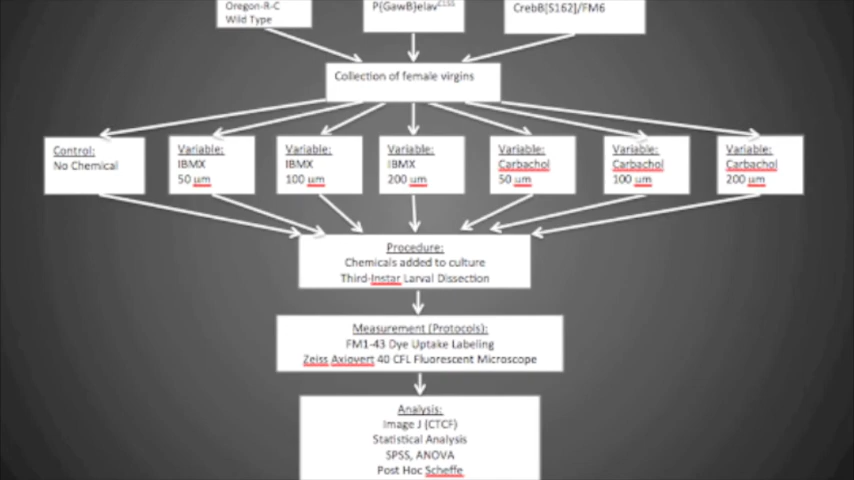 Oregon-R-C
Wild Type
P{GawB}elavC155
CrebB[S162]/FM6
Collection of female virgins
Control:
No Chemical
Variable:
IBMX
50 um
Variable:
IBMX
100 um
Variable:
IBMX
200 um
Variable:
Carbachol
50 um
Variable:
Carbachol
100 um
Variable:
Carbachol
200 um
Procedure:
Chemicals added to culture
Third-Instar Larval Dissection
Measurement (Protocols):
FM1-43 Dye Uptake Labeling
Zeiss Axiovert 40 CFL Fluorescent Microscope
Analysis:
Image J (CTCF)
Statistical Analysis
SPSS, ANOVA
Post Hoc Scheffe